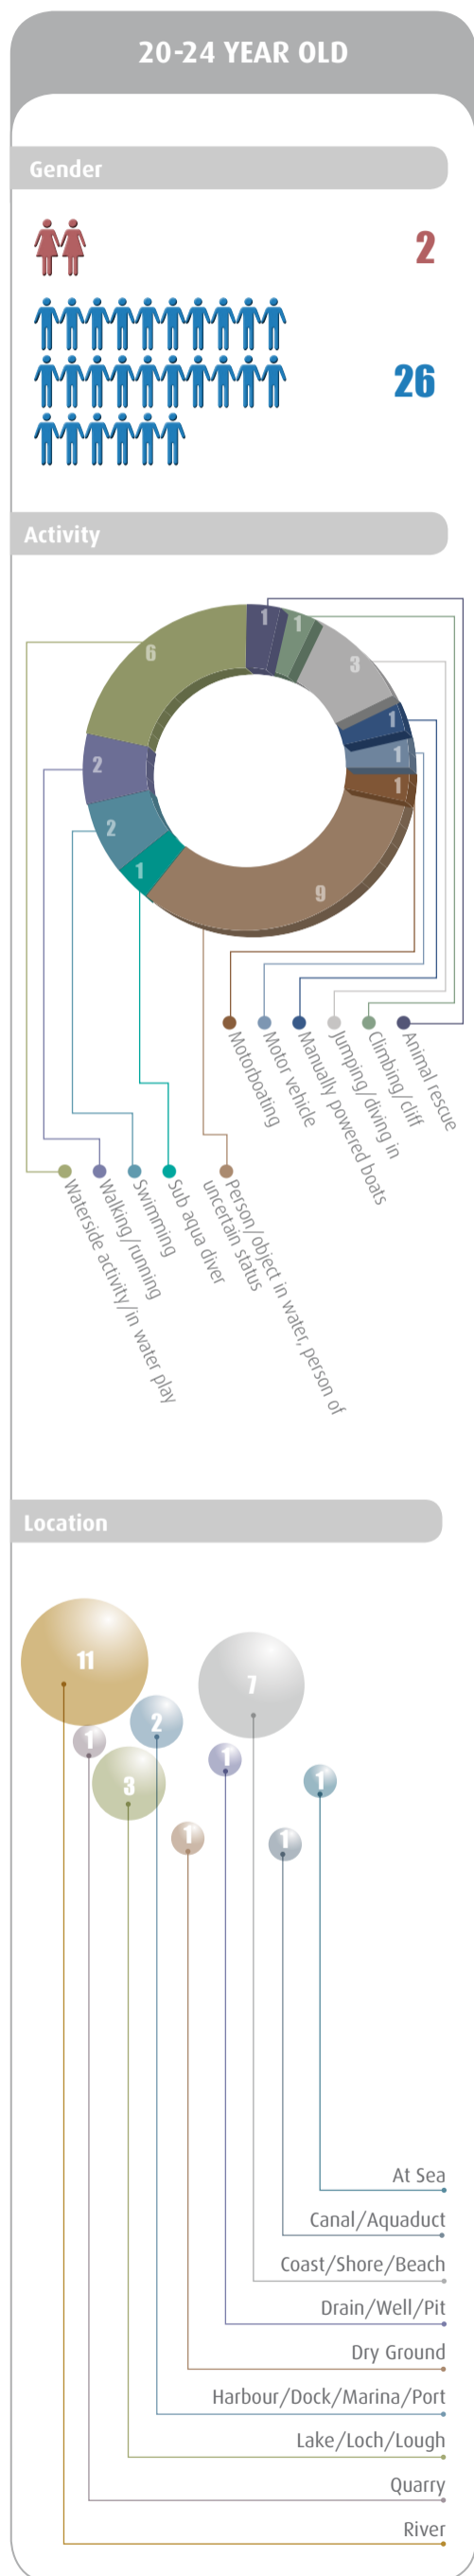 20-24 YEAR OLD
Gender
2
26
Activity
1
1
3
1
1
1
9
1
2
2
6
Motorboating
Motor vehicle
Manually powered boats
Jumping/diving in
Climbing/cliff
Animal rescue
Waterside activity/in water play
Walking/running
Swimming
Sub aqua diver
Person/object in water, person of
uncertain status
Location
11
7
2
1
1
3
1
1
1
At Sea
Canal/Aquaduct
Coast/Shore/Beach
Drain/Well/Pit
Dry Ground
Harbour/Dock/Marina/Port
Lake/Loch/Lough
Quarry
River